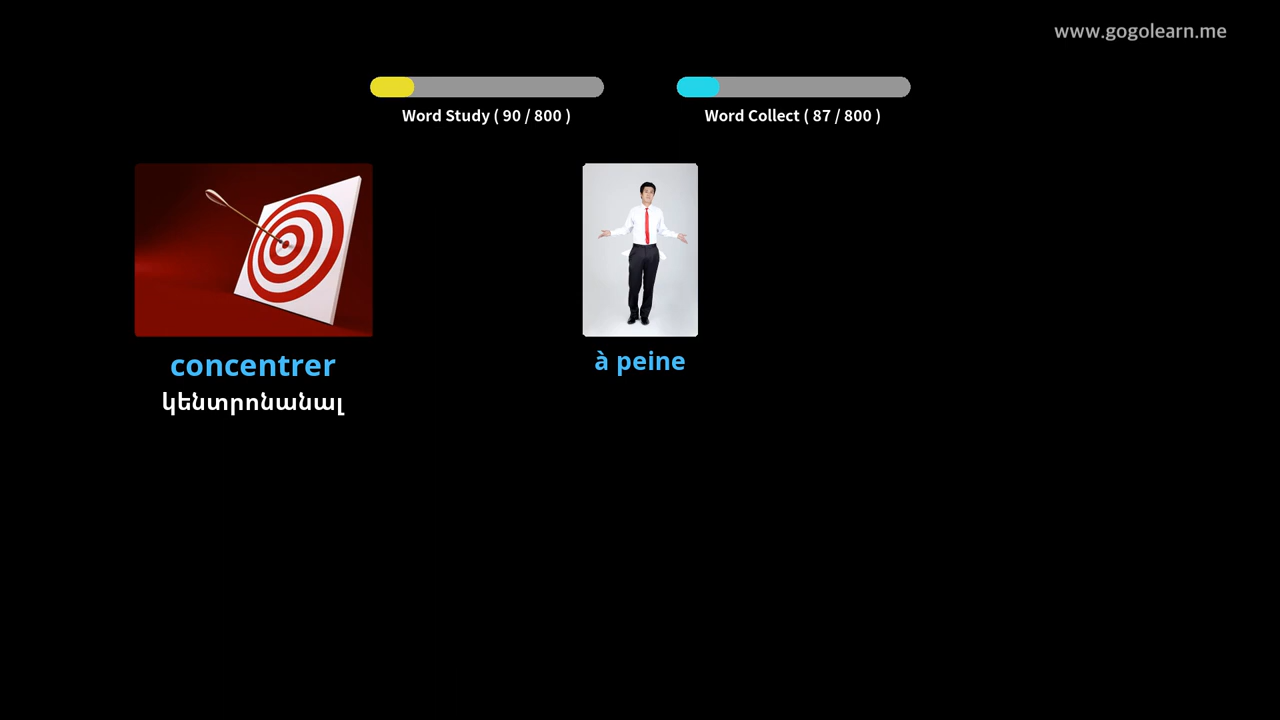 www.gogolearn.me
Word Study ( 90 / 800 )
Word Collect ( 87 / 800 )
concentrer
կենտրոնանալ
à peine